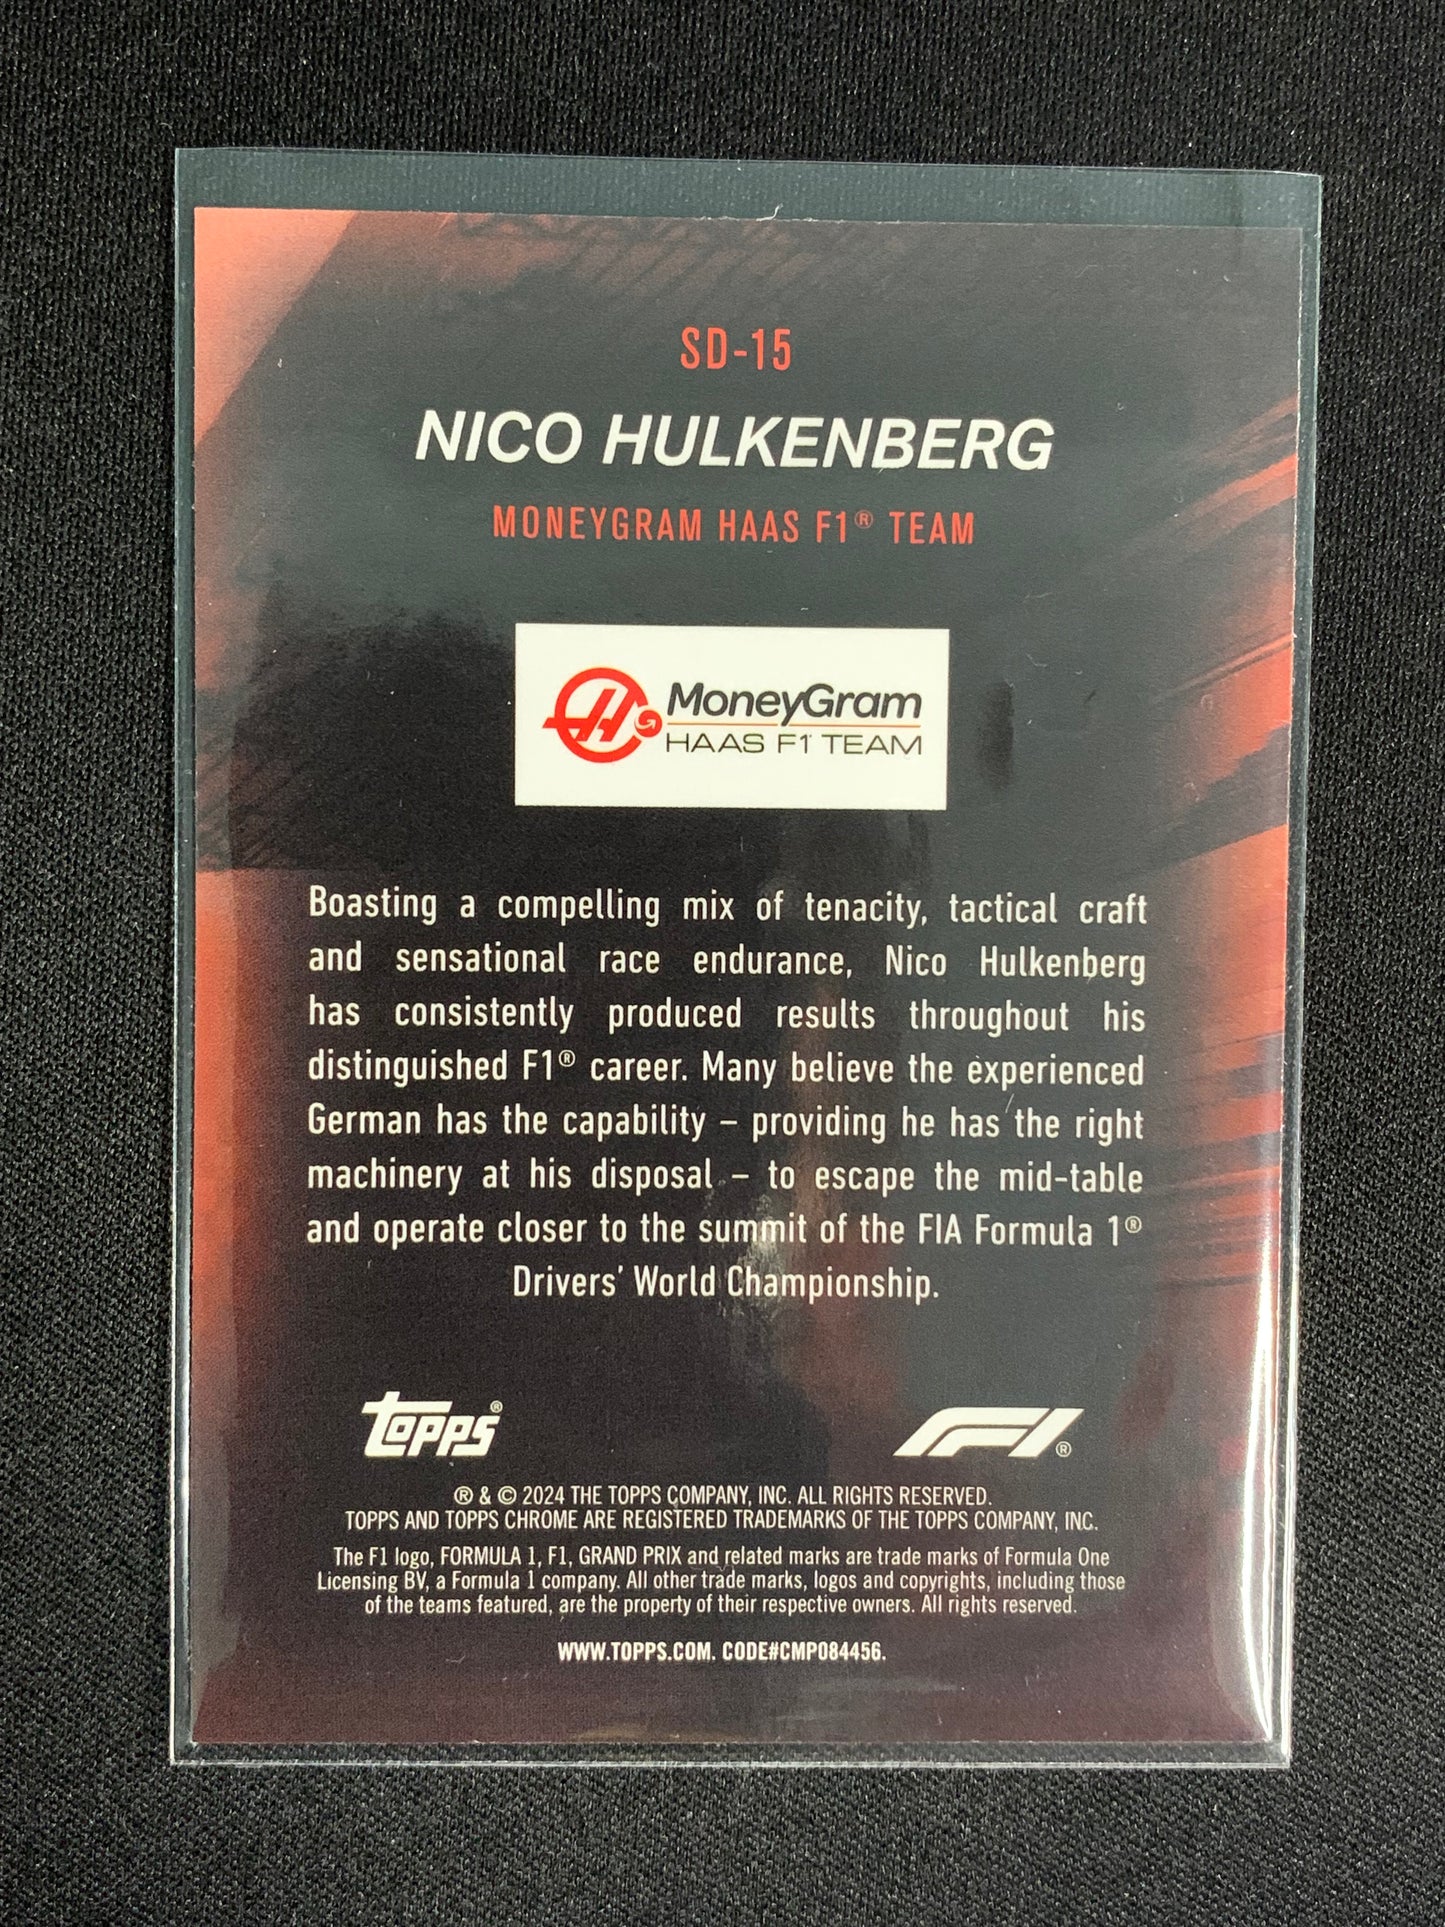 SD-15
NICO HULKENBERG
MONEYGRAM HAAS F1® TEAM
MoneyGram
HAAS F1 TEAM
Boasting a compelling mix of tenacity, tactical craft
and sensational race endurance, Nico Hulkenberg
has consistently produced results throughout his
distinguished F1® career. Many believe the experienced
German has the capability – providing he has the right
machinery at his disposal – to escape the mid-table
and operate closer to the summit of the FIA Formula 1®
Drivers' World Championship.
Topps®
F1®
® & © 2024 THE TOPPS COMPANY, INC. ALL RIGHTS RESERVED.
TOPPS AND TOPPS CHROME ARE REGISTERED TRADEMARKS OF THE TOPPS COMPANY, INC.
The F1 logo, FORMULA 1, F1, GRAND PRIX and related marks are trade marks of Formula One
Licensing BV, a Formula 1 company. All other trade marks, logos and copyrights, including those
of the teams featured, are the property of their respective owners. All rights reserved.
WWW.TOPPS.COM. CODE#CMP084456.